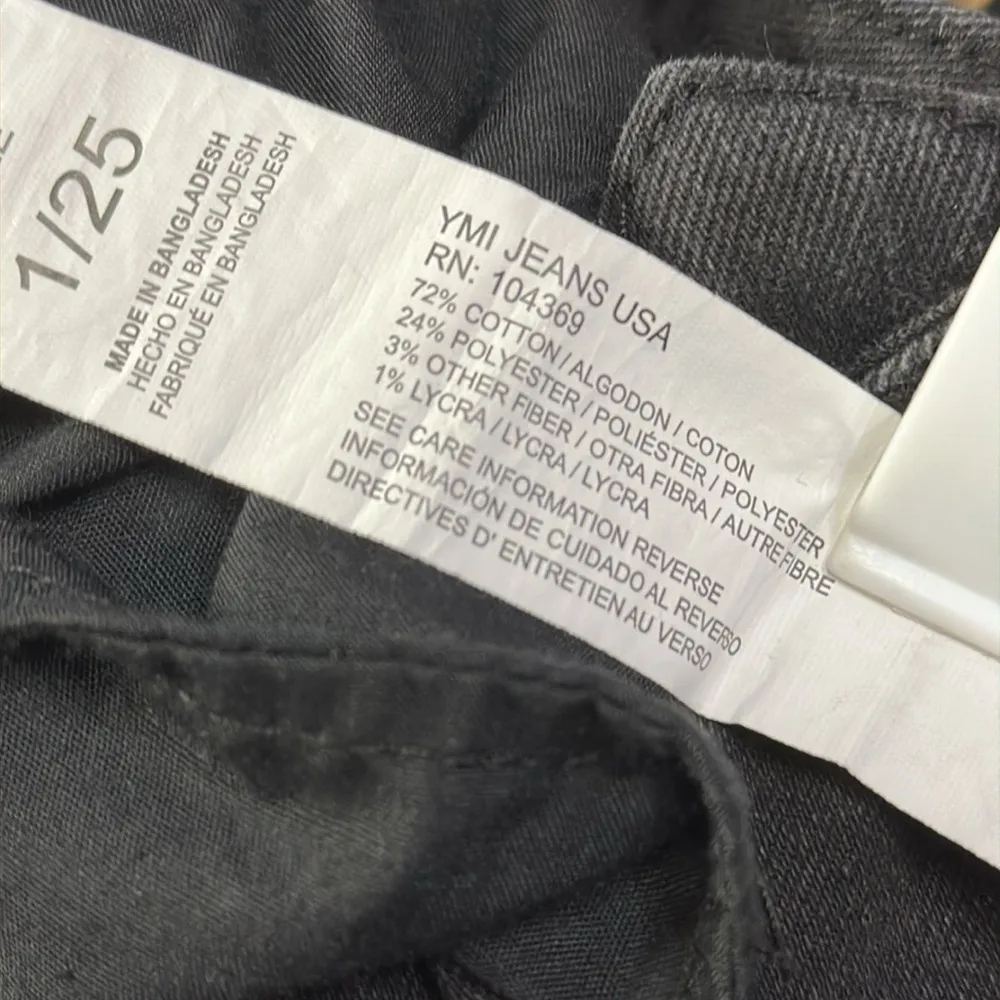 1/25
MADE IN BANGLADESH
HECHO EN BANGLADESH
FABRIQUÉ EN BANGLADESH
YMI JEANS USA
RN: 104369
72% COTTON / ALGODON / COTON
24% POLYESTER / POLIÉSTER / POLYESTER
3% OTHER FIBER / OTRA FIBRA / AUTRE FIBRE
1% LYCRA / LYCRA / LYCRA
SEE CARE INFORMATION REVERSE
INFORMACIÓN DE CUIDADO AL REVERSO
DIRECTIVES D' ENTRETIEN AU VERSO